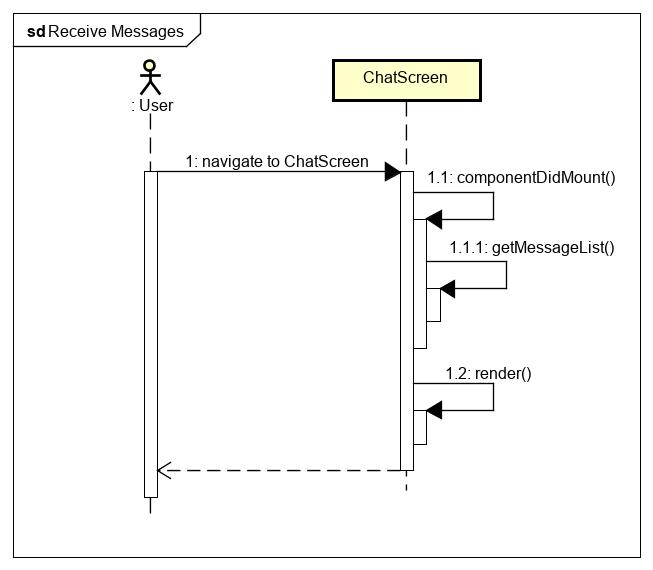 sd Receive Messages
: User
ChatScreen
1: navigate to ChatScreen
1.1: componentDidMount()
1.1.1: getMessageList()
1.2: render()